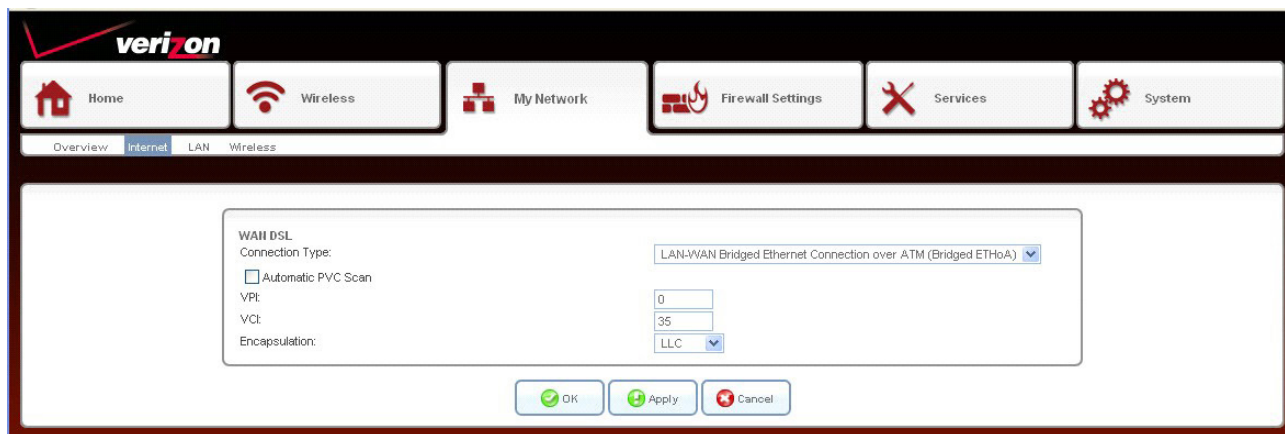 verizon
Home Wireless My Network Firewall Settings Services System
Overview Internet LAN Wireless
WAN DSL
Connection Type: LAN-WAN Bridged Ethernet Connection over ATM (Bridged ETHoA)
Automatic PVC Scan
VPI: 0
VCI: 35
Encapsulation: LLC
OK Apply Cancel